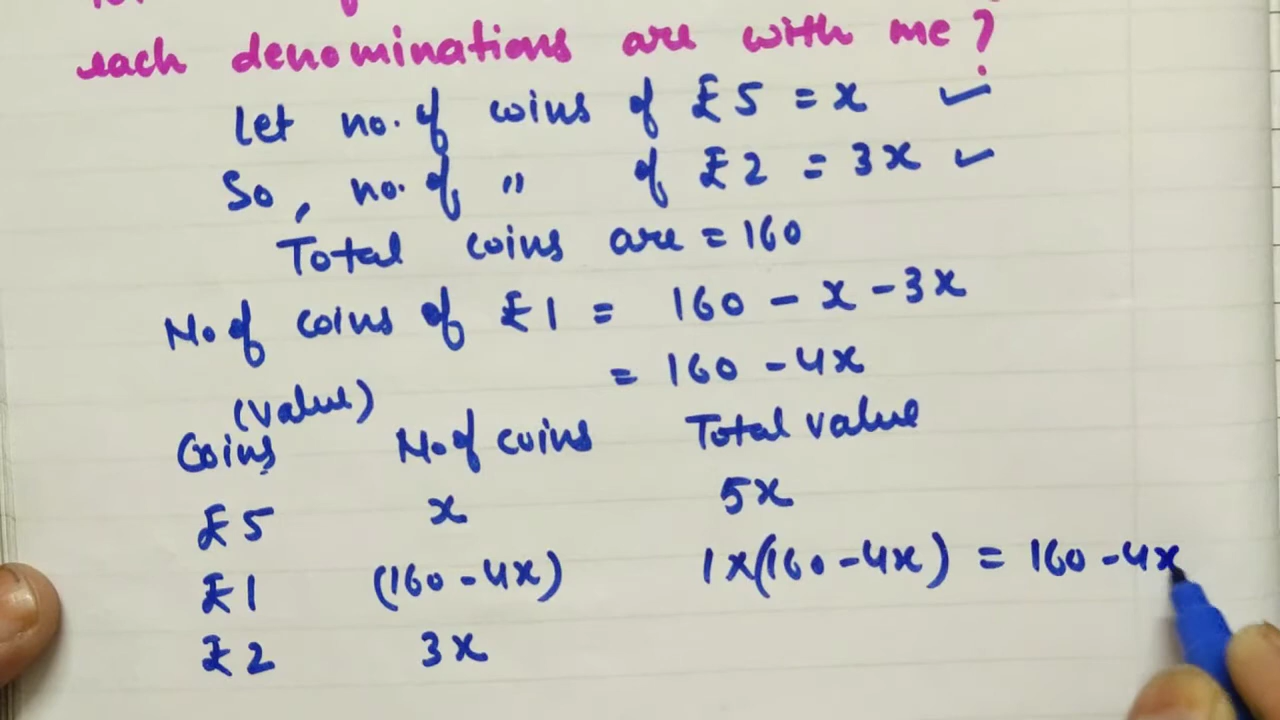 each denominations are with me?
Let no. of coins of £5 = x ✓
So, no. of " of £2 = 3x ✓
Total coins are = 160
No of coins of £1 = 160 - x - 3x
= 160 - 4x
(value)
Coins No of coins Total value
£5 x 5x
£1 (160 - 4x) 1x(160 - 4x) = 160 - 4x
£2 3x